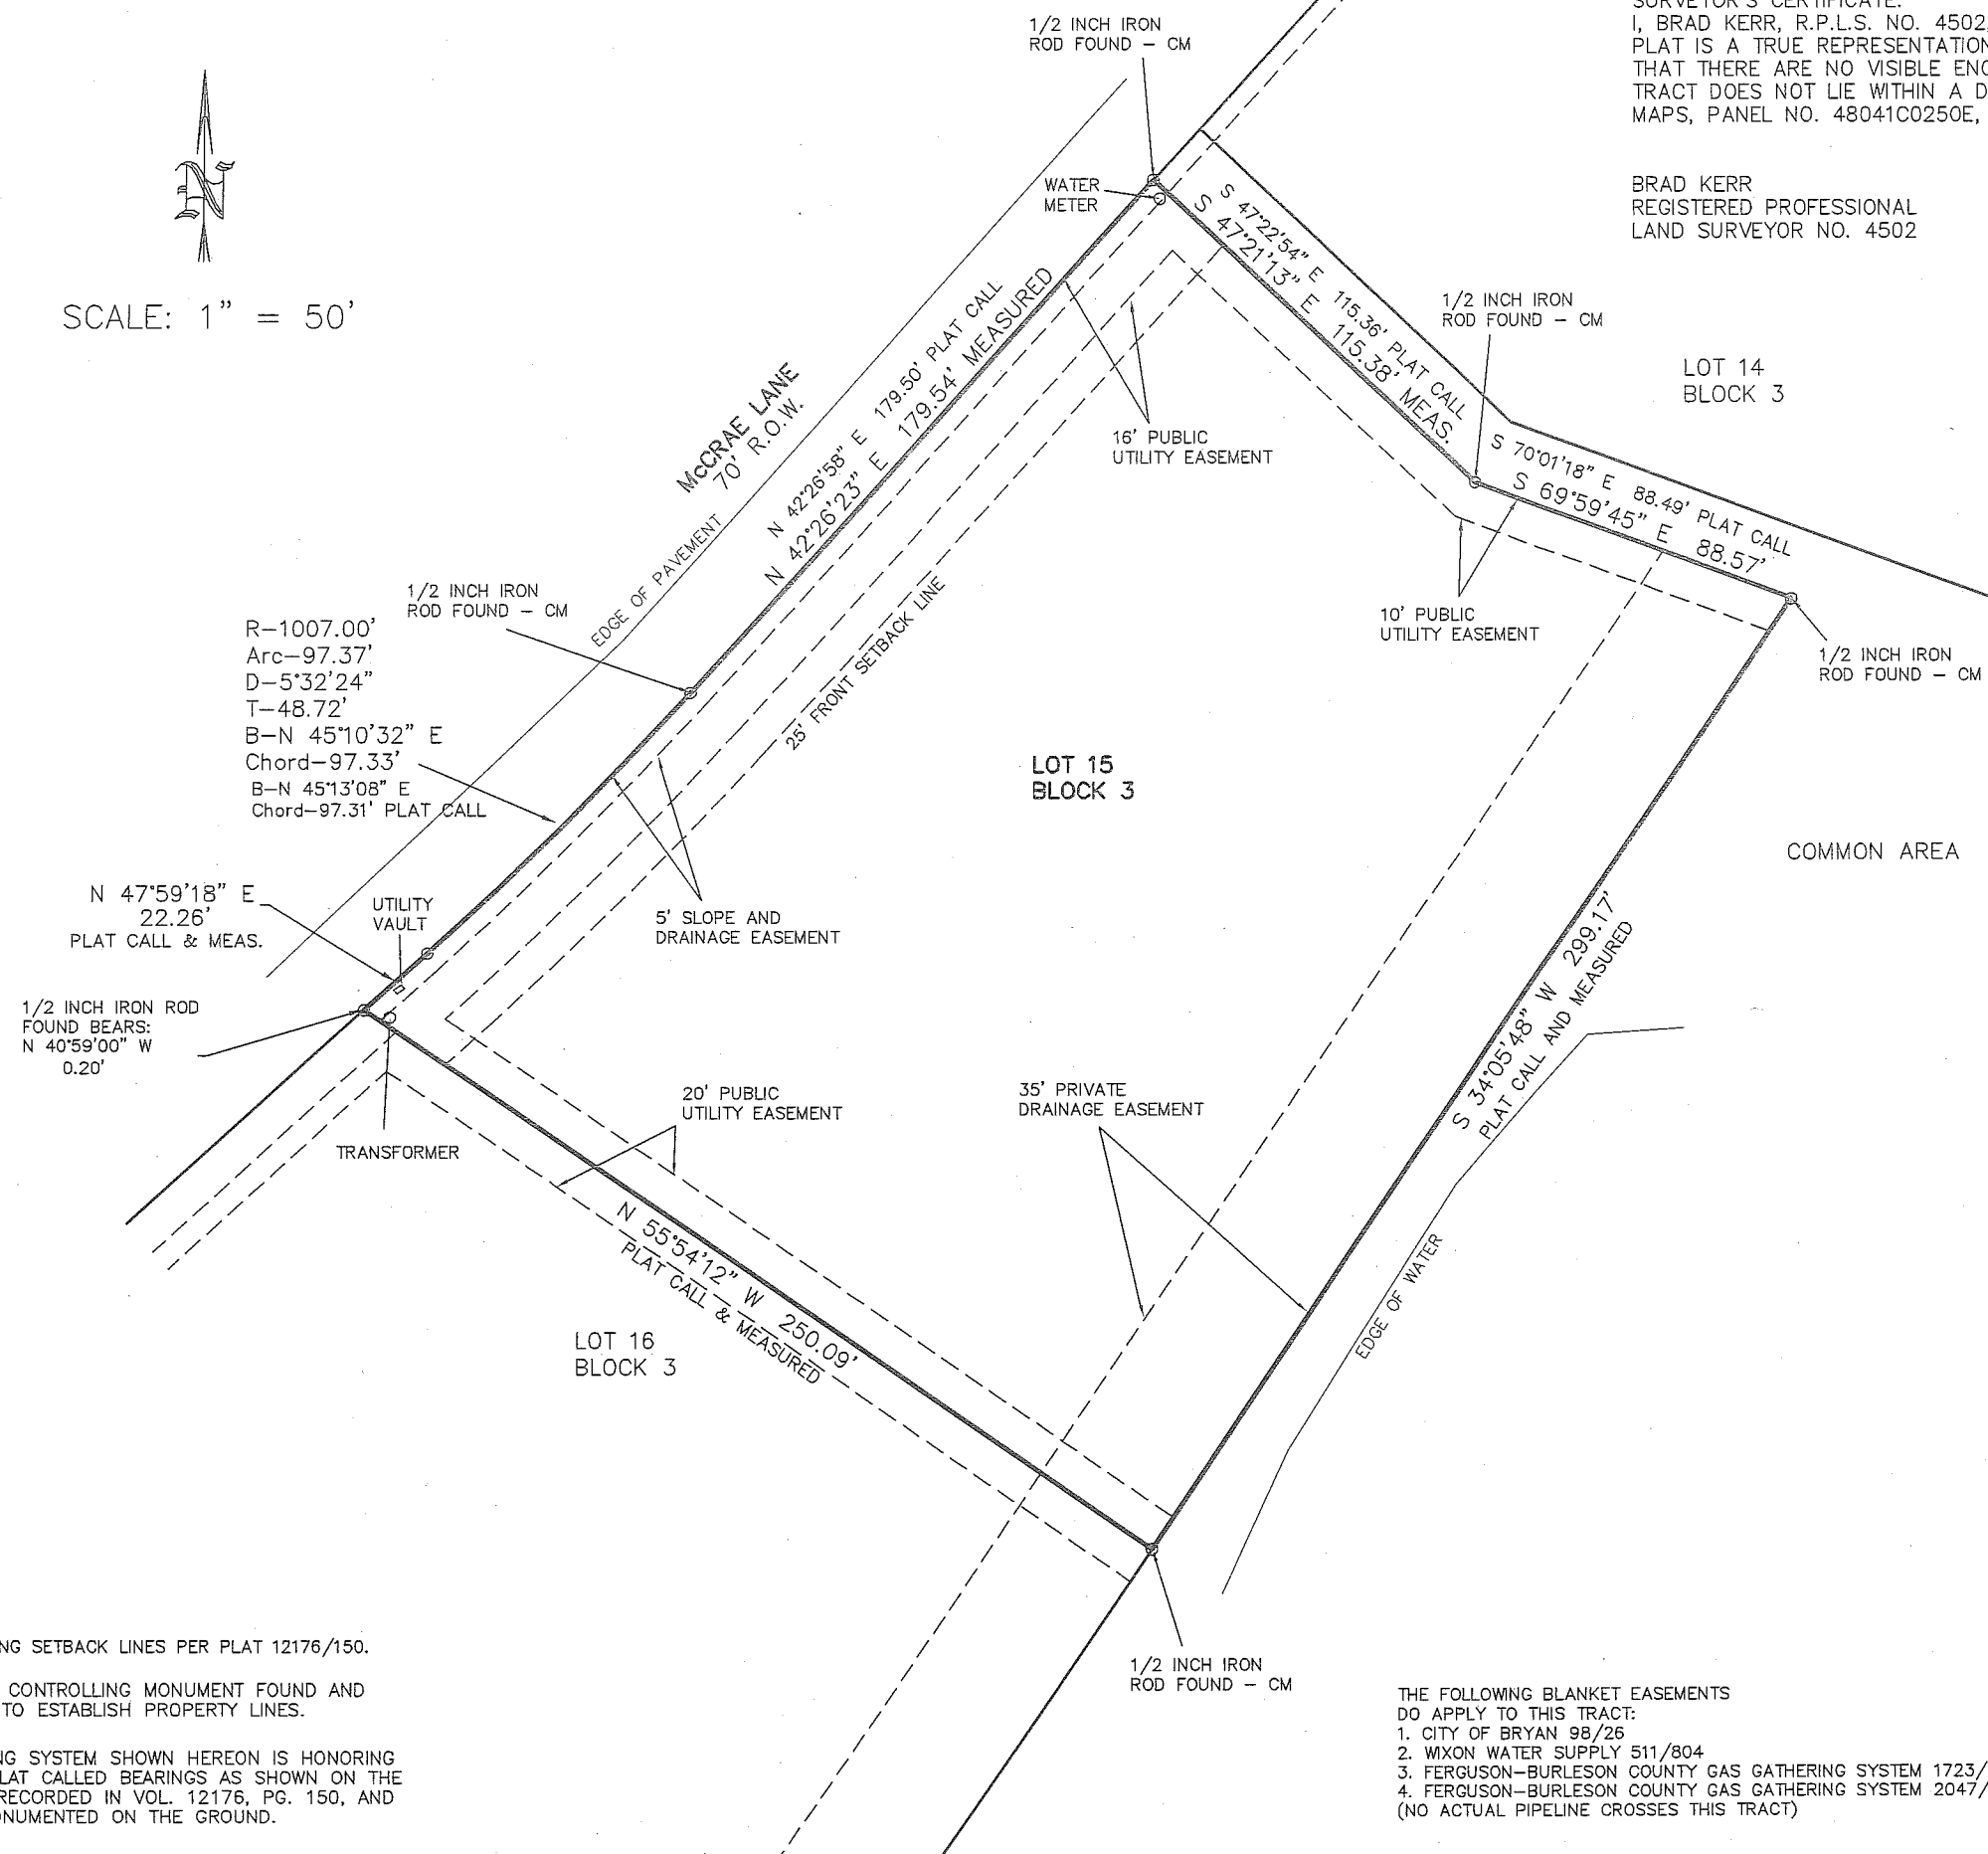 SURVEYOR'S CERTIFICATE:
I, BRAD KERR, R.P.L.S. NO. 4502,
PLAT IS A TRUE REPRESENTATION
THAT THERE ARE NO VISIBLE ENC
TRACT DOES NOT LIE WITHIN A D
MAPS, PANEL NO. 48041C0250E,
BRAD KERR
REGISTERED PROFESSIONAL
LAND SURVEYOR NO. 4502
N
SCALE: 1" = 50'
1/2 INCH IRON
ROD FOUND - CM
WATER
METER
S 47°22'54" E 115.36' PLAT CALL
S 47°21'13" E 115.38' MEAS.
1/2 INCH IRON
ROD FOUND - CM
LOT 14
BLOCK 3
McCRAE LANE
70' R.O.W.
N 42°26'58" E 179.50' PLAT CALL
N 42°26'23" E 179.54' MEASURED
16' PUBLIC
UTILITY EASEMENT
S 70°01'18" E 88.49' PLAT CALL
S 69°59'45" E 88.57'
EDGE OF PAVEMENT
1/2 INCH IRON
ROD FOUND - CM
25' FRONT SETBACK LINE
10' PUBLIC
UTILITY EASEMENT
1/2 INCH IRON
ROD FOUND - CM
R-1007.00'
Arc-97.37'
D-5°32'24"
T-48.72'
B-N 45°10'32" E
Chord-97.33'
B-N 45°13'08" E
Chord-97.31' PLAT CALL
LOT 15
BLOCK 3
COMMON AREA
N 47°59'18" E
22.26'
PLAT CALL & MEAS.
UTILITY
VAULT
5' SLOPE AND
DRAINAGE EASEMENT
S 34°05'48" W 299.17'
PLAT CALL AND MEASURED
1/2 INCH IRON ROD
FOUND BEARS:
N 40°59'00" W
0.20'
TRANSFORMER
20' PUBLIC
UTILITY EASEMENT
35' PRIVATE
DRAINAGE EASEMENT
N 55°54'12" W 250.09'
PLAT CALL & MEASURED
EDGE OF WATER
LOT 16
BLOCK 3
1/2 INCH IRON
ROD FOUND - CM
NG SETBACK LINES PER PLAT 12176/150.
CONTROLLING MONUMENT FOUND AND
TO ESTABLISH PROPERTY LINES.
NG SYSTEM SHOWN HEREON IS HONORING
LAT CALLED BEARINGS AS SHOWN ON THE
RECORDED IN VOL. 12176, PG. 150, AND
ONUMENTED ON THE GROUND.
THE FOLLOWING BLANKET EASEMENTS
DO APPLY TO THIS TRACT:
1. CITY OF BRYAN 98/26
2. WIXON WATER SUPPLY 511/804
3. FERGUSON-BURLESON COUNTY GAS GATHERING SYSTEM 1723/
4. FERGUSON-BURLESON COUNTY GAS GATHERING SYSTEM 2047/
(NO ACTUAL PIPELINE CROSSES THIS TRACT)